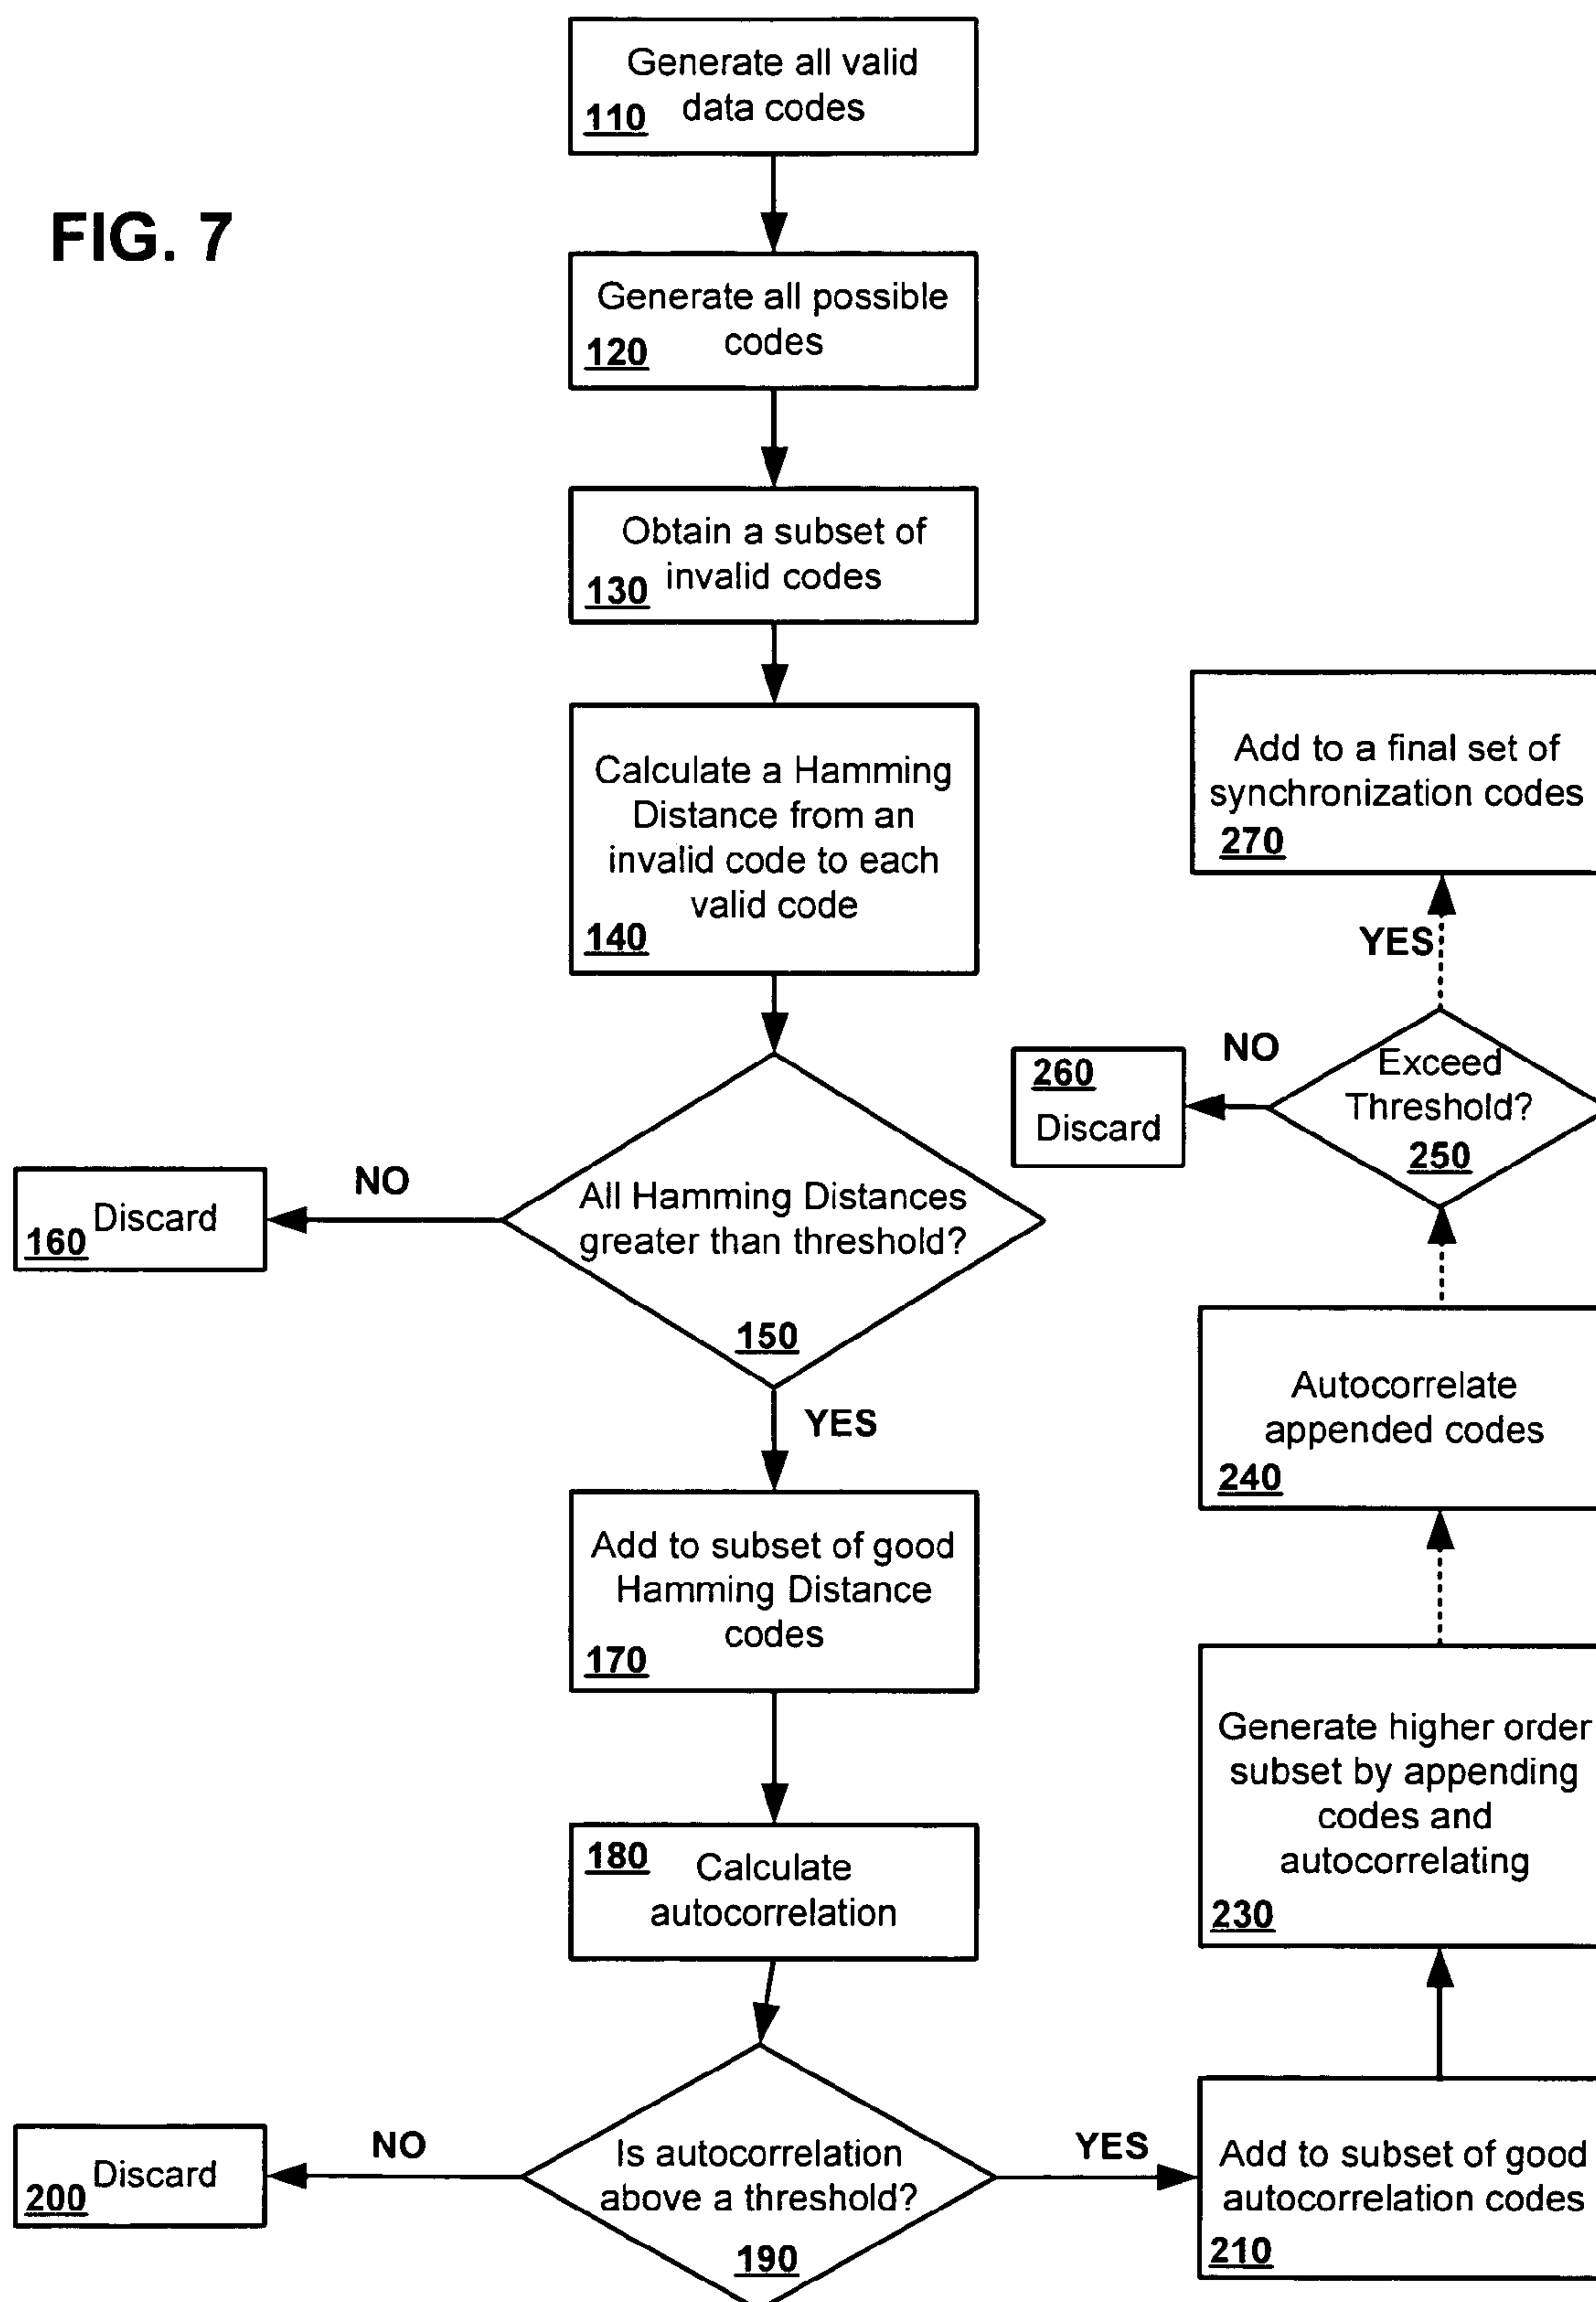 FIG. 7
Generate all valid
data codes
110
Generate all possible
codes
120
Obtain a subset of
invalid codes
130
Calculate a Hamming
Distance from an
invalid code to each
valid code
140
All Hamming Distances
greater than threshold?
150
NO
Discard
160
YES
Add to subset of good
Hamming Distance
codes
170
180
Calculate
autocorrelation
Is autocorrelation
above a threshold?
190
NO
Discard
200
YES
Add to subset of good
autocorrelation codes
210
Generate higher order
subset by appending
codes and
autocorrelating
230
Autocorrelate
appended codes
240
Exceed
Threshold?
250
NO
260
Discard
YES
Add to a final set of
synchronization codes
270